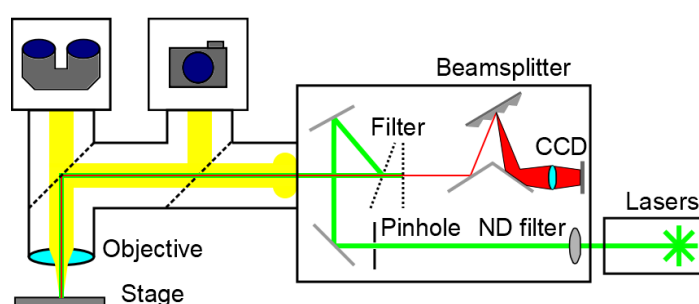 Beamsplitter
Filter
CCD
Lasers
Pinhole
ND filter
Objective
Stage